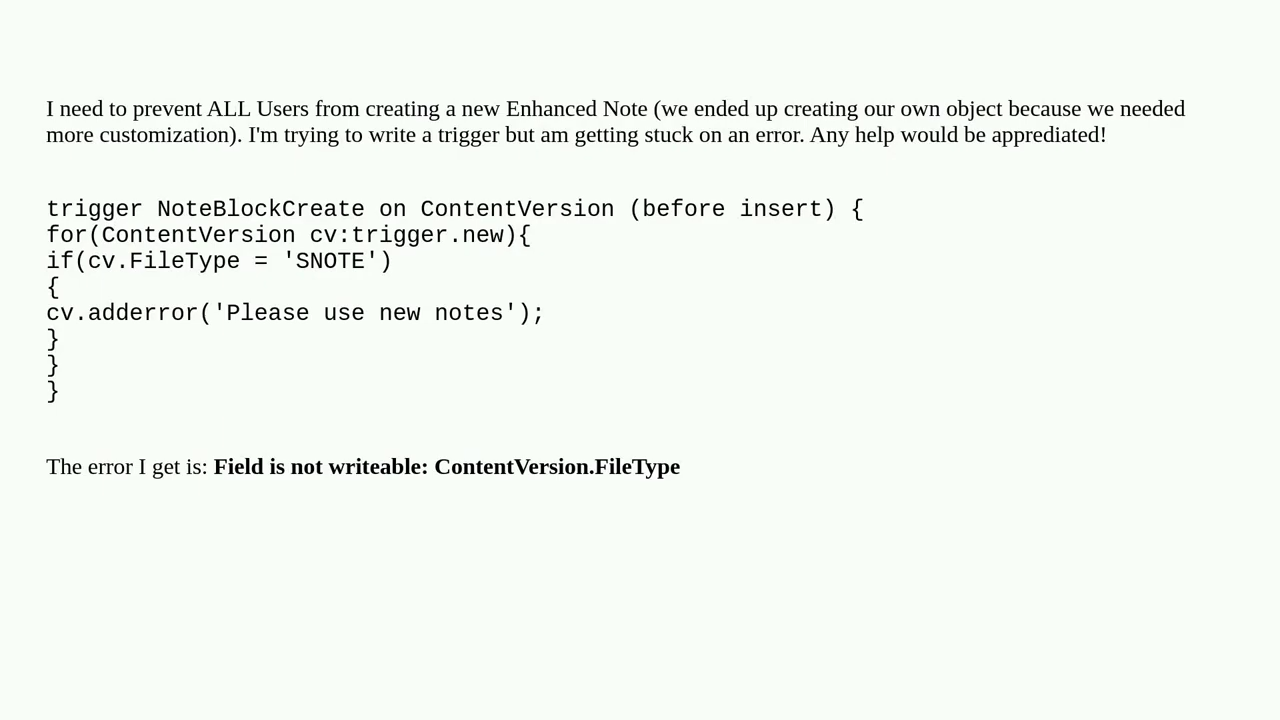 I need to prevent ALL Users from creating a new Enhanced Note (we ended up creating our own object because we needed
more customization). I'm trying to write a trigger but am getting stuck on an error. Any help would be apprediated!
trigger NoteBlockCreate on ContentVersion (before insert) {
for(ContentVersion cv:trigger.new){
if(cv.FileType = 'SNOTE')
{
cv.adderror('Please use new notes');
}
}
}
The error I get is: Field is not writeable: ContentVersion.FileType